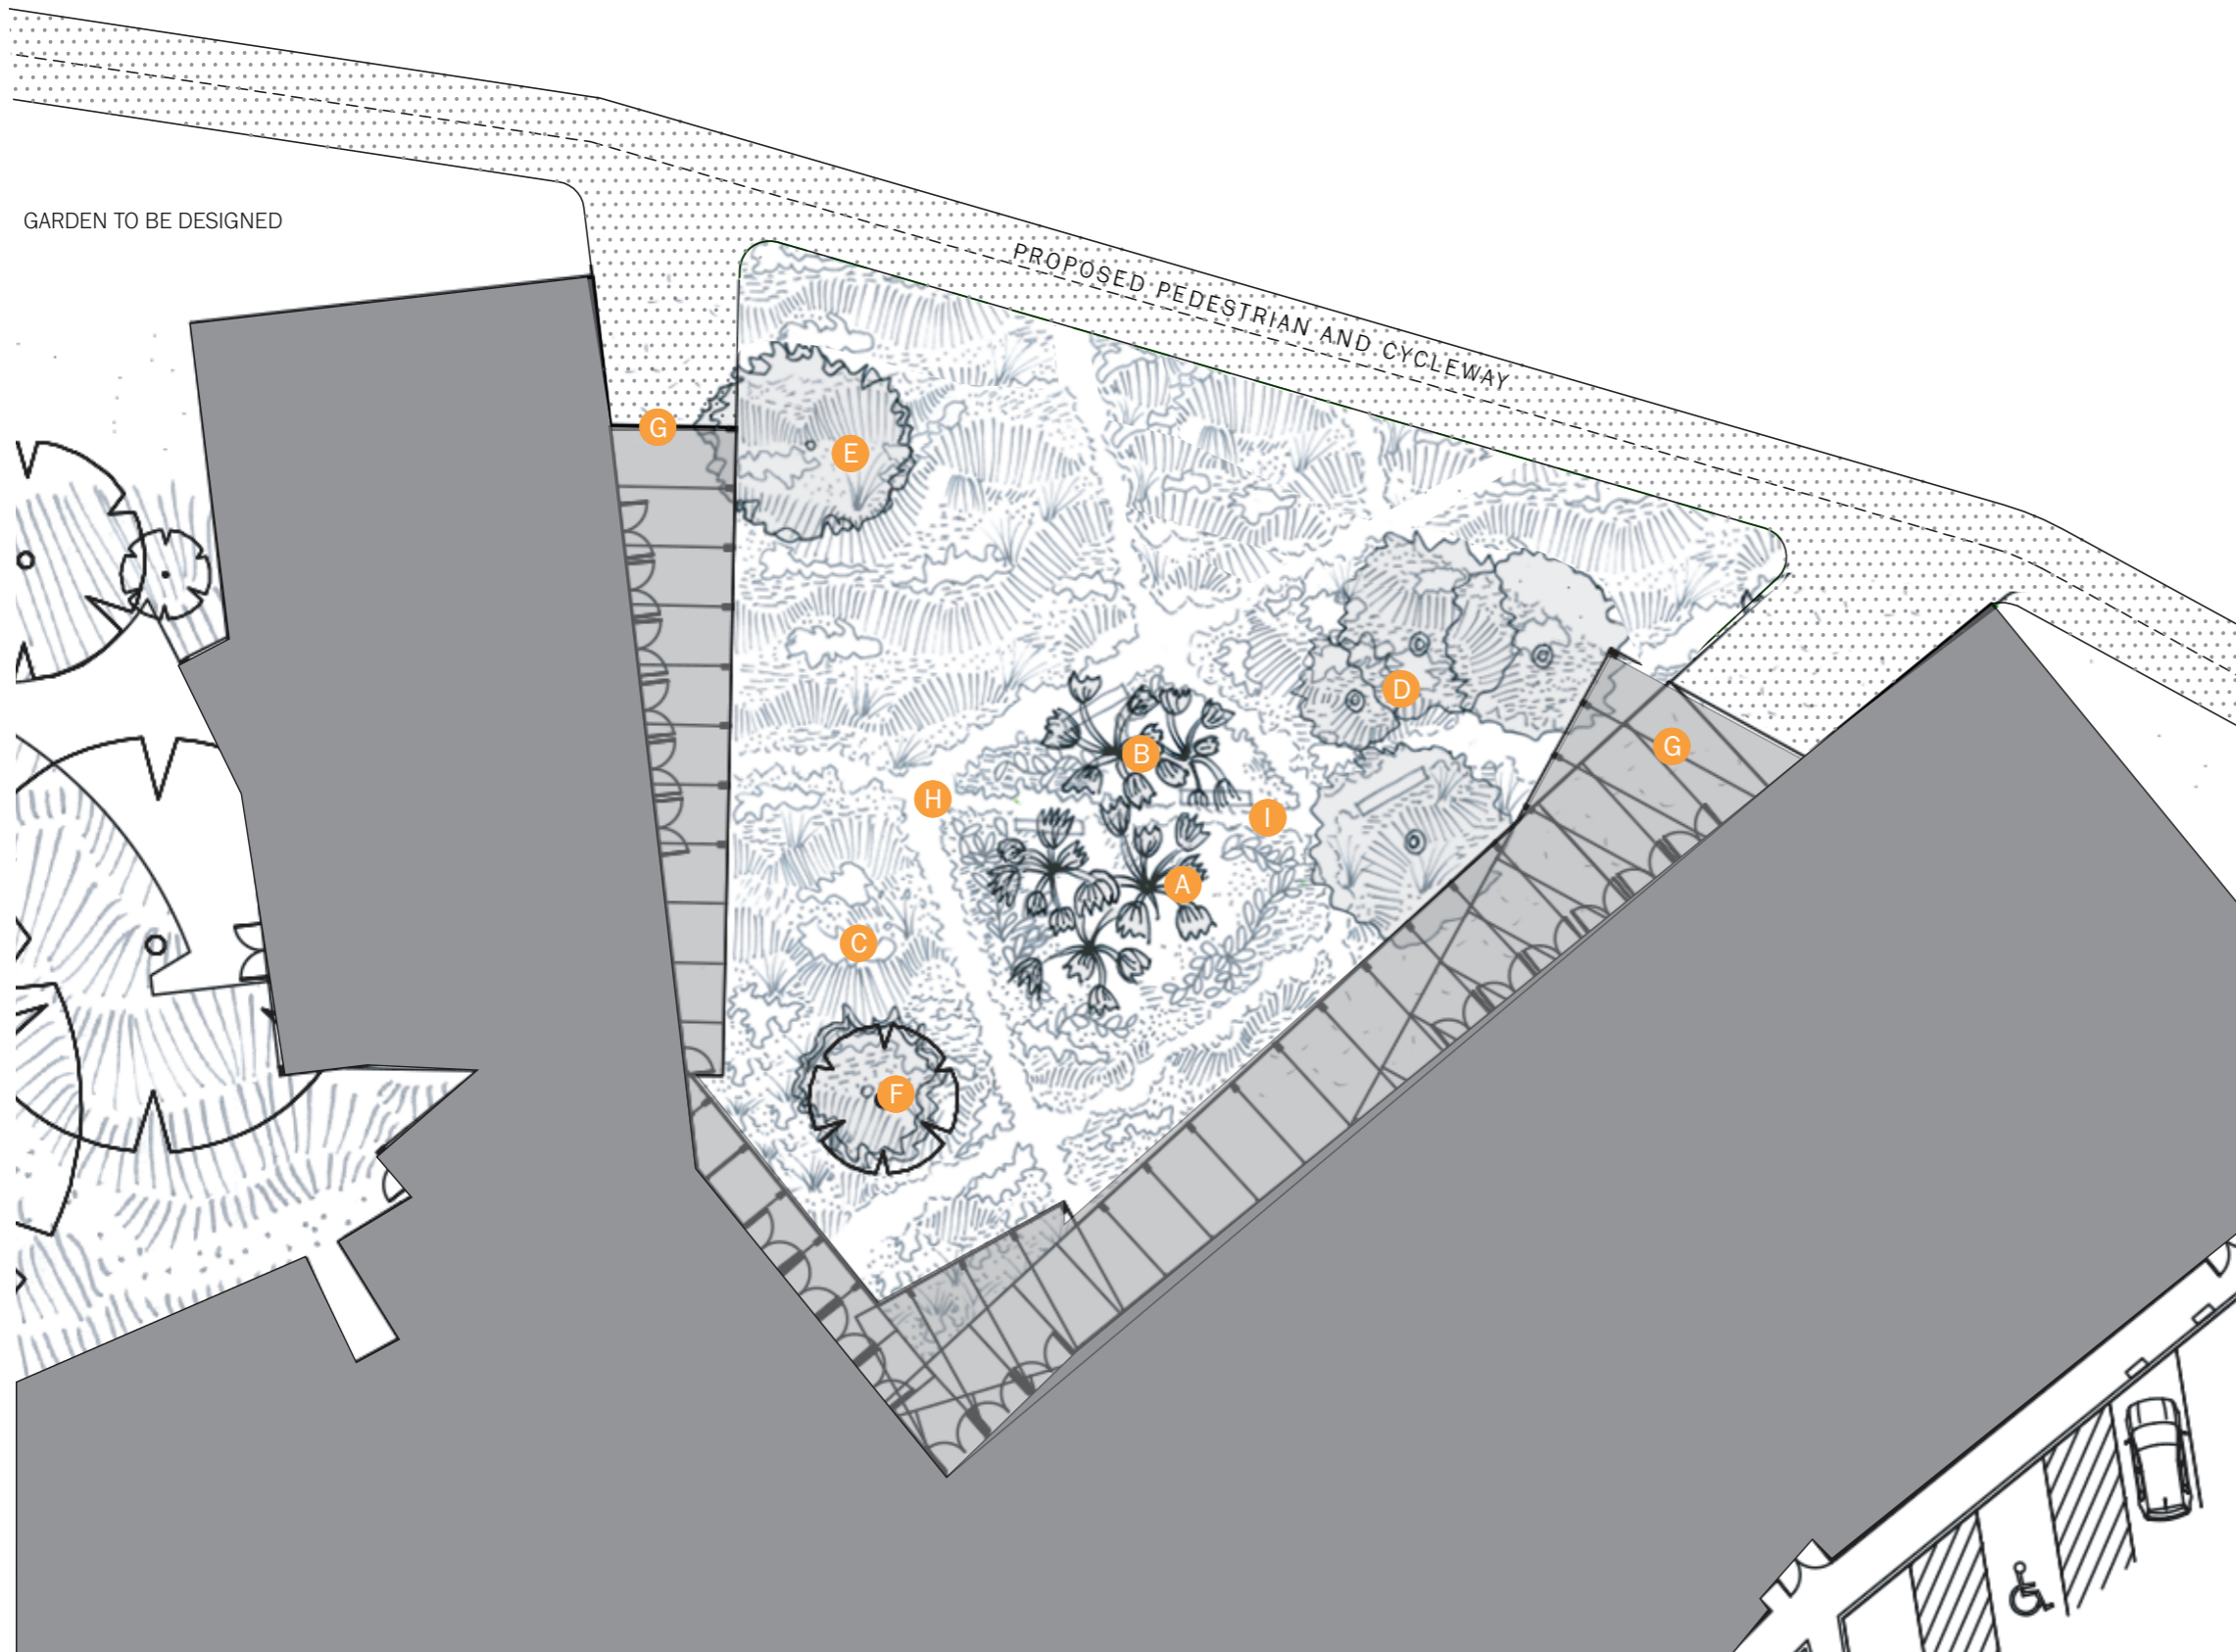 GARDEN TO BE DESIGNED
PROPOSED PEDESTRIAN AND CYCLEWAY
G
E
D
G
B
H
I
A
C
F